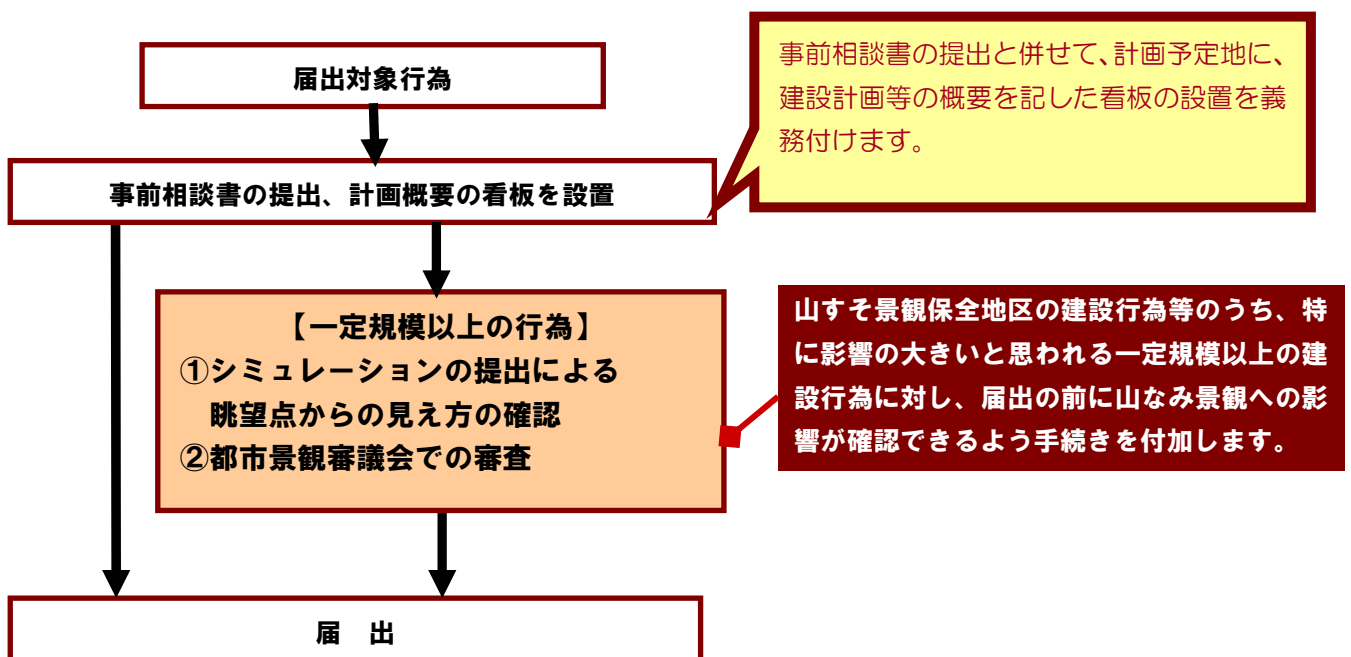 届出対象行為
事前相談書の提出と併せて、計画予定地に、
建設計画等の概要を記した看板の設置を義
務付けます。
事前相談書の提出、計画概要の看板を設置
【一定規模以上の行為】
①シミュレーションの提出による
眺望点からの見え方の確認
②都市景観審議会での審査
山すそ景観保全地区の建設行為等のうち、特
に影響の大きいと思われる一定規模以上の建
設行為に対し、届出の前に山なみ景観への影
響が確認できるよう手続きを付加します。
届　出